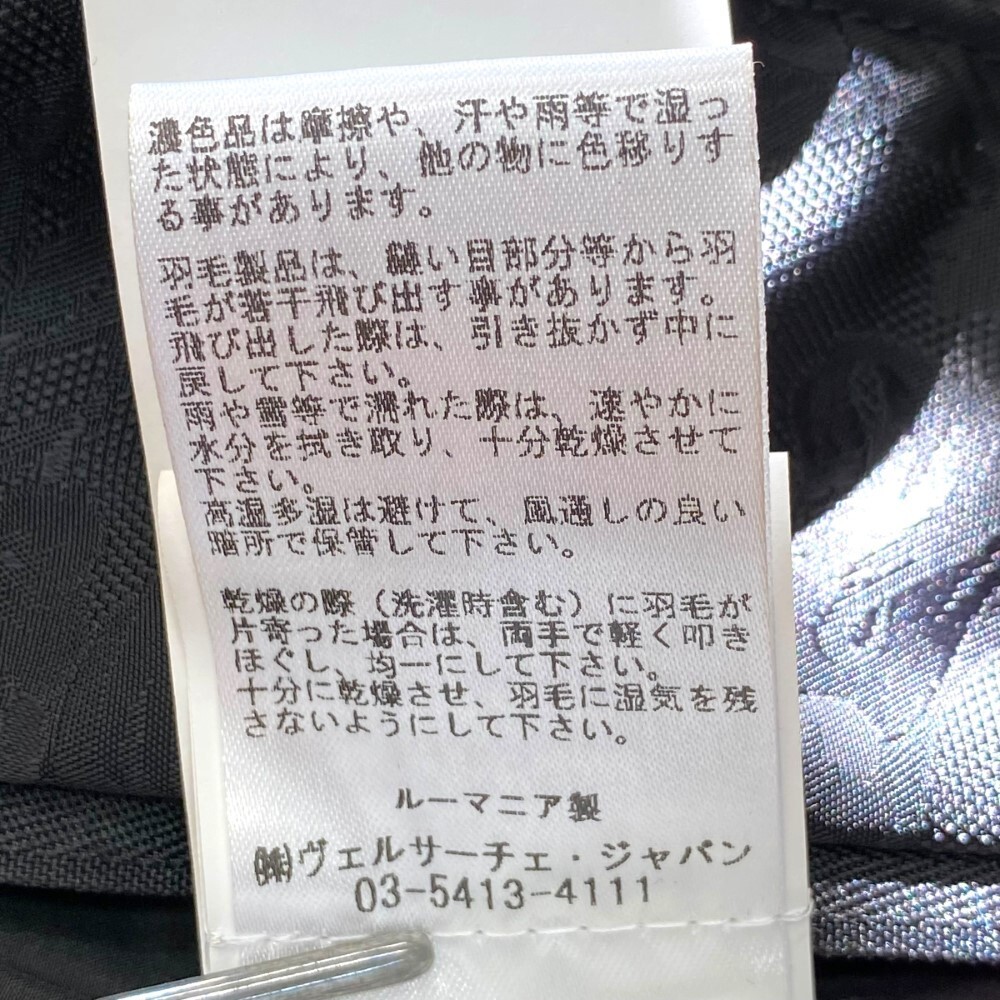 濃色品は摩擦や、汗や雨等で湿っ
た状態により、他の物に色移りす
る事があります。
羽毛製品は、縫い目部分等から羽
毛が若干飛び出す事があります。
飛び出した際は、引き抜かず中に
戻して下さい。
雨や雪等で濡れた際は、速やかに
水分を拭き取り、十分乾燥させて
下さい。
高温多湿は避けて、風通しの良い
場所で保管して下さい。
乾燥の際（洗濯時含む）に羽毛が
片寄った場合は、両手で軽く叩き
ほぐし、均一にして下さい。
十分に乾燥させ、羽毛に湿気を残
さないようにして下さい。
ルーマニア製
㈱ヴェルサーチェ・ジャパン
03-5413-4111